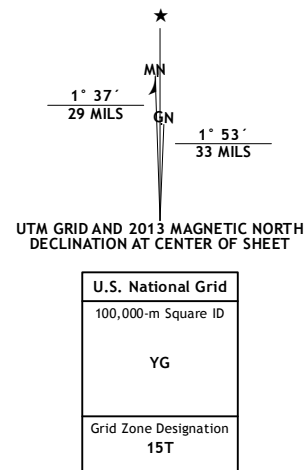 ★
MN
1° 37´
29 MILS
GN
1° 53´
33 MILS
UTM GRID AND 2013 MAGNETIC NORTH
DECLINATION AT CENTER OF SHEET
U.S. National Grid
100,000-m Square ID
YG
Grid Zone Designation
15T